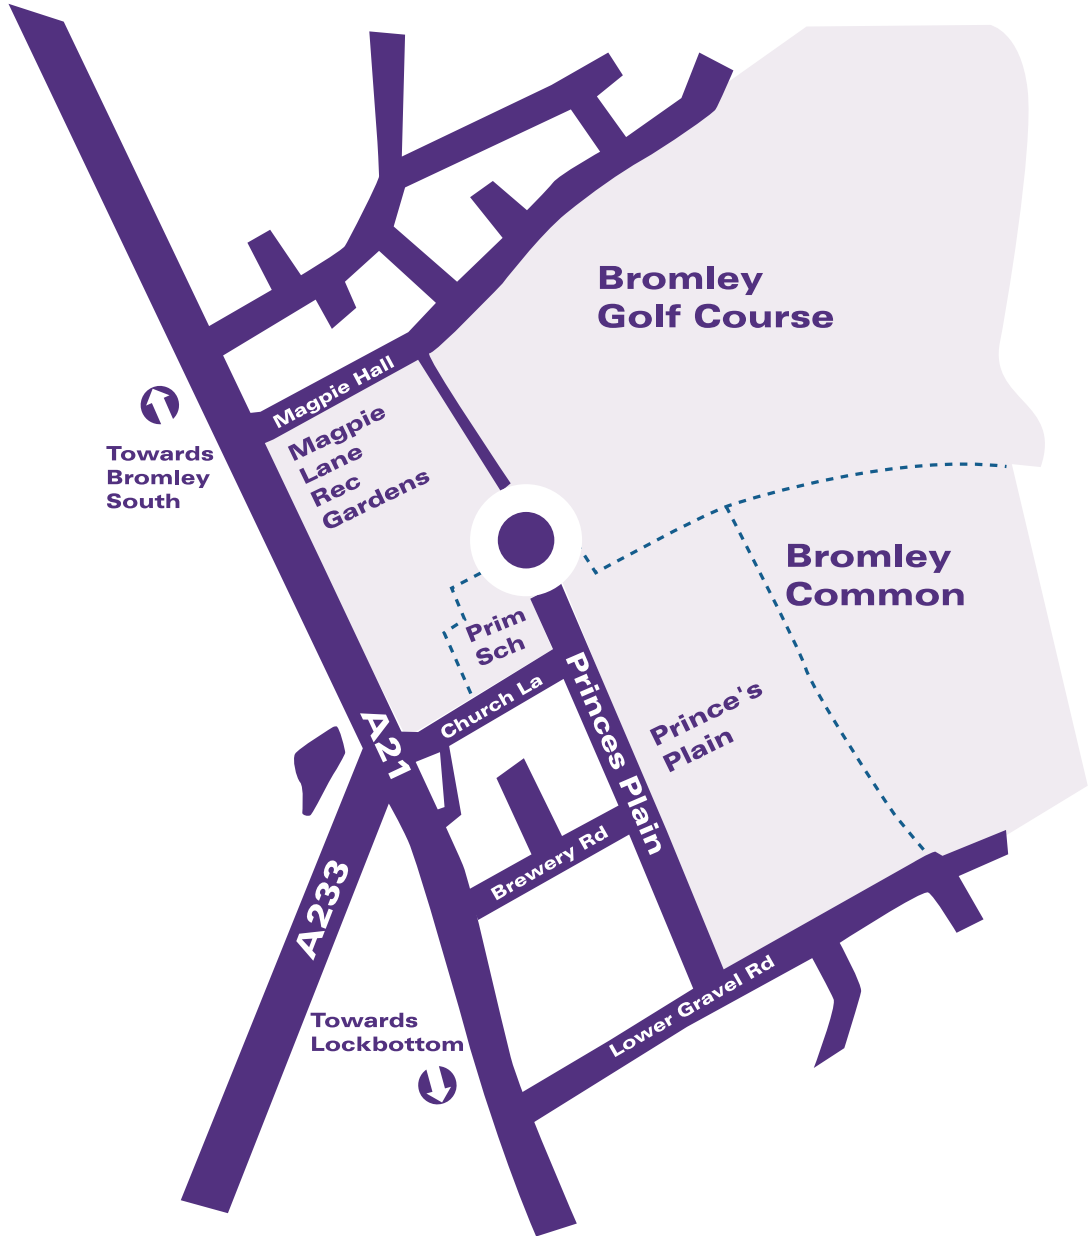 Bromley
Golf Course
Magpie Hall
Magpie
Lane
Rec
Gardens
Towards
Bromley
South
Bromley
Common
Prim
Sch
Church La
Princes Plain
Prince's
Plain
A21
Brewery Rd
A233
Lower Gravel Rd
Towards
Lockbottom